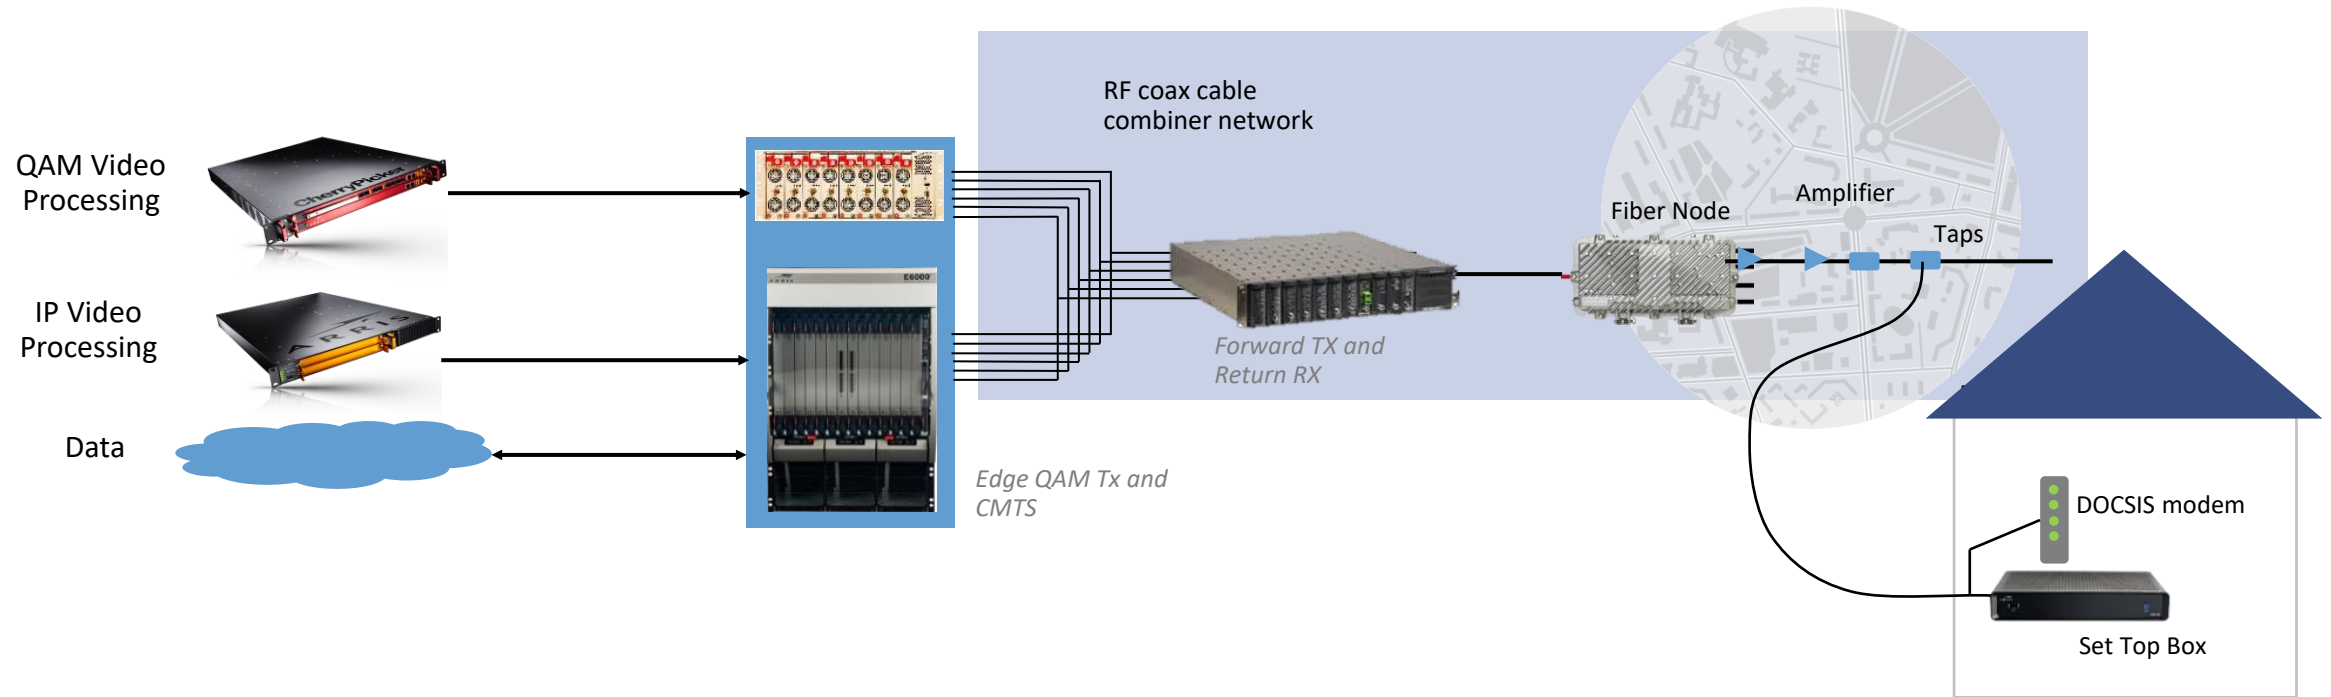 QAM Video
Processing
CherryPicker
IP Video
Processing
ARRIS
Data
E6000
Edge QAM Tx and
CMTS
RF coax cable
combiner network
Forward TX and
Return RX
Fiber Node
Amplifier
Taps
DOCSIS modem
Set Top Box